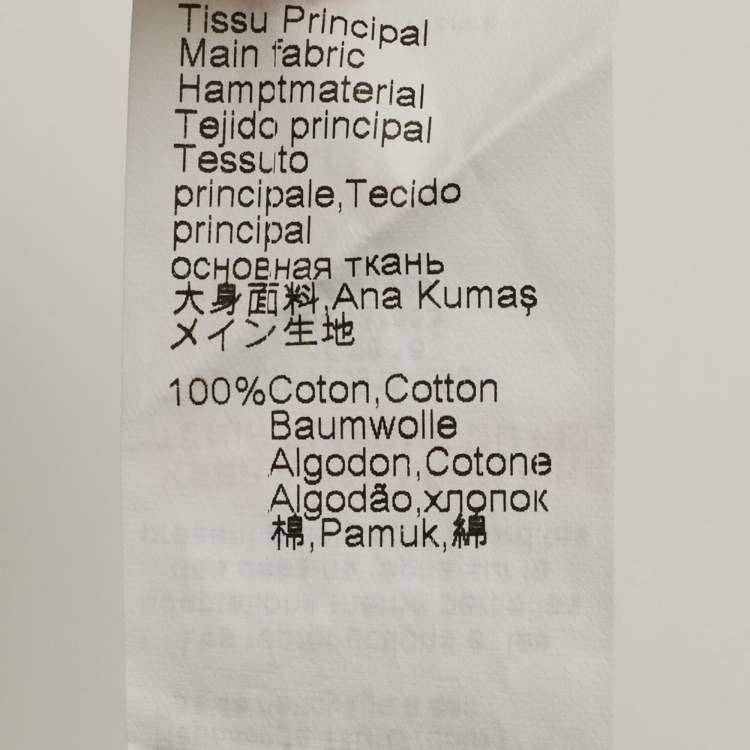 Tissu Principal
Main fabric
Hamptmaterial
Tejido principal
Tessuto
principale,Tecido
principal
основная ткань
大身面料,Ana Kumaş
メイン生地
100%Coton,Cotton
Baumwolle
Algodon,Cotone
Algodão,хлопок
棉,Pamuk,綿